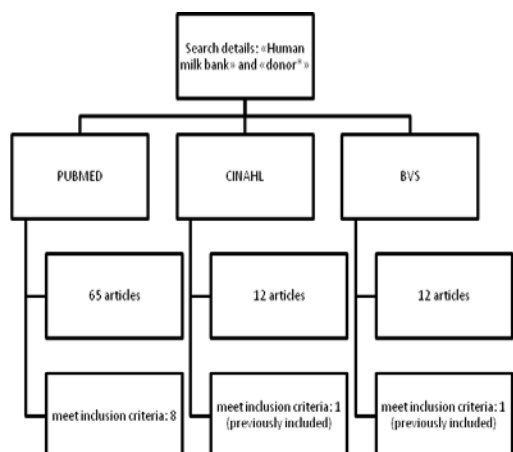 Search details: «Human
milk bank» and «donor*»
PUBMED
CINAHL
BVS
65 articles
12 articles
12 articles
meet inclusion criteria: 8
meet inclusion criteria: 1
(previously included)
meet inclusion criteria: 1
(previously included)